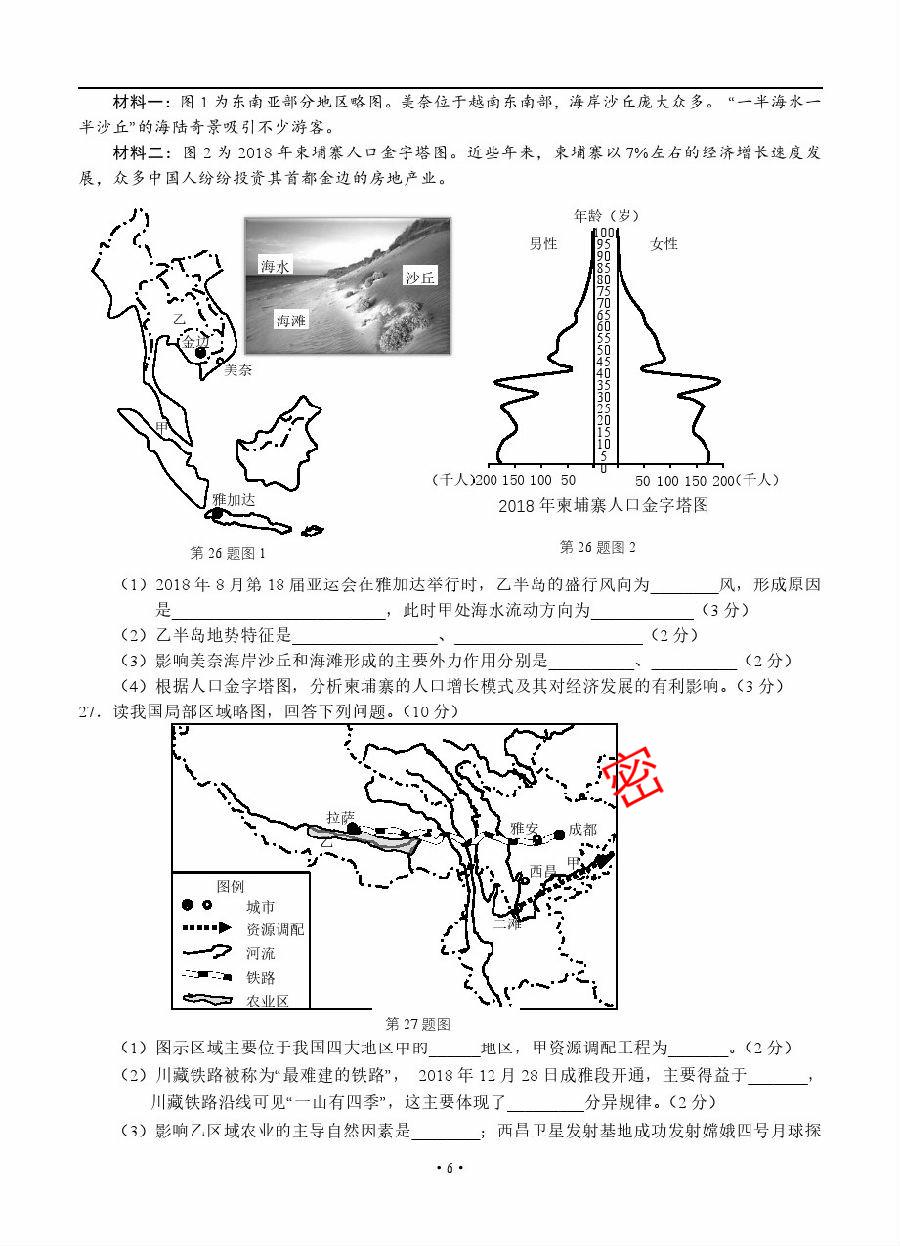 材料一：图 1 为东南亚部分地区略图。美奈位于越南东南部，海岸沙丘庞大众多。 “一半海水一
半沙丘”的海陆奇景吸引不少游客。
材料二：图 2 为 2018 年柬埔寨人口金字塔图。近些年来，柬埔寨以 7%左右的经济增长速度发
展，众多中国人纷纷投资其首都金边的房地产业。
乙
金边
美奈
甲
雅加达
第 26 题图 1
海水
沙丘
海滩
年龄（岁）
男性
女性
100
95
90
85
80
75
70
65
60
55
50
45
40
35
30
25
20
15
10
5
0
（千人）200 150 100 50
50 100 150 200（千人）
2018 年柬埔寨人口金字塔图
第 26 题图 2
（1）2018 年 8 月第 18 届亚运会在雅加达举行时，乙半岛的盛行风向为________风，形成原因
是_________________________，此时甲处海水流动方向为____________（3 分）
（2）乙半岛地势特征是_________________、______________________（2 分）
（3）影响美奈海岸沙丘和海滩形成的主要外力作用分别是__________、__________（2 分）
（4）根据人口金字塔图，分析柬埔寨的人口增长模式及其对经济发展的有利影响。（3 分）
27．读我国局部区域略图，回答下列问题。（10 分）
密
拉萨
乙
雅安
成都
西昌
甲
二滩
图例
城市
资源调配
河流
铁路
农业区
第 27 题图
（1）图示区域主要位于我国四大地区中的______地区，甲资源调配工程为_______。（2 分）
（2）川藏铁路被称为“最难建的铁路”， 2018 年 12 月 28 日成雅段开通，主要得益于_______，
川藏铁路沿线可见“一山有四季”，这主要体现了_________分异规律。（2 分）
（3）影响乙区域农业的主导自然因素是________；西昌卫星发射基地成功发射嫦娥四号月球探
· 6 ·